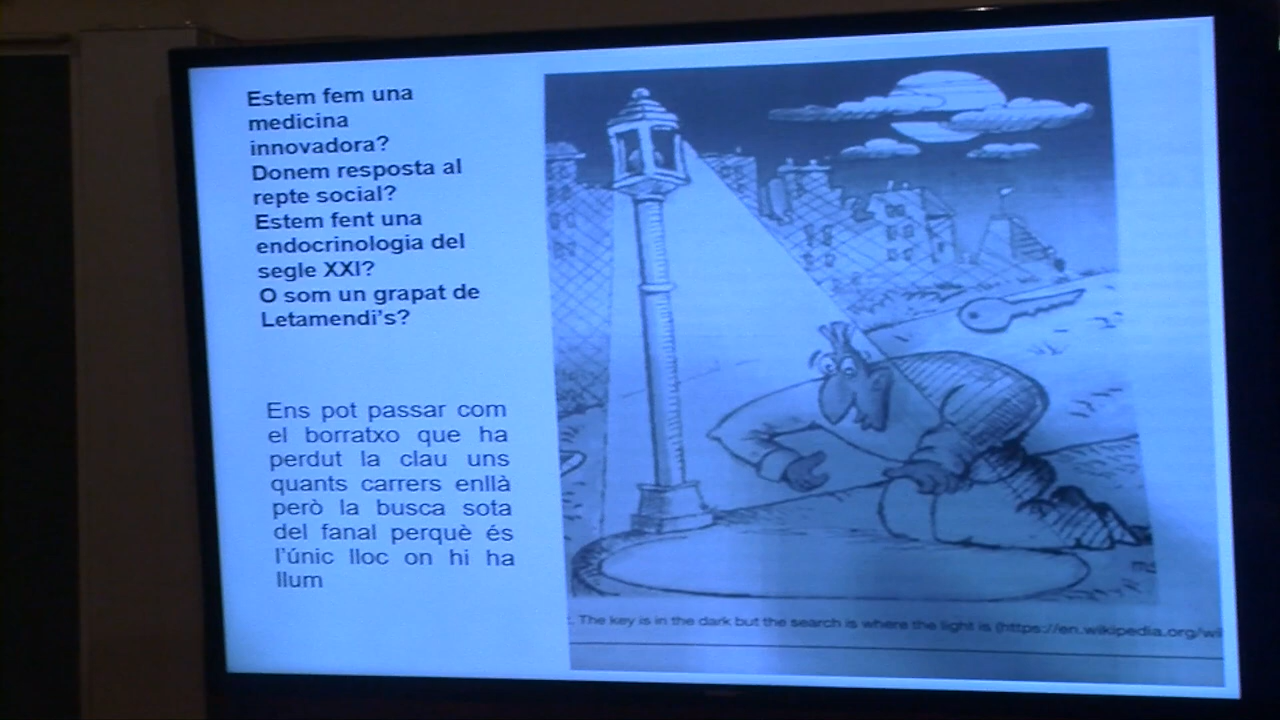 Estem fem una
medicina
innovadora?
Donem resposta al
repte social?
Estem fent una
endocrinologia del
segle XXI?
O som un grapat de
Letamendi's?
Ens pot passar com
el borratxo que ha
perdut la clau uns
quants carrers enllà
però la busca sota
del fanal perquè és
l'únic lloc on hi ha
llum
The key is in the dark but the search is where the light is (https://en.wikipedia.org/wi